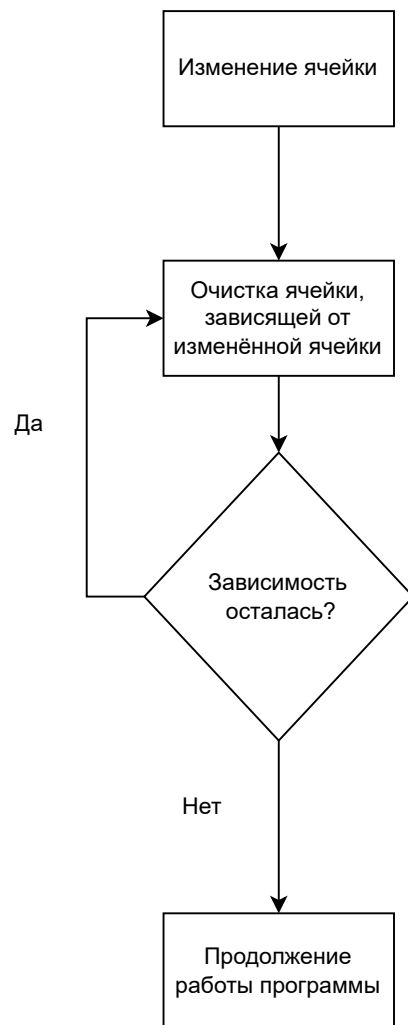 Изменение ячейки
Очистка ячейки,
зависящей от
изменённой ячейки
Да
Зависимость
осталась?
Нет
Продолжение
работы программы